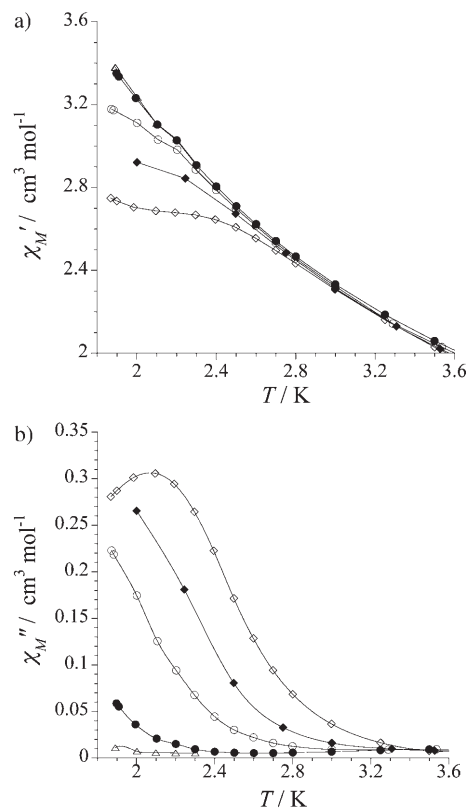 a)
3.6
3.2
2.8
2.4
2
χM′ / cm³ mol⁻¹
2 2.4 2.8 3.2 3.6
T / K
b)
0.35
0.3
0.25
0.2
0.15
0.1
0.05
0
χM″ / cm³ mol⁻¹
2 2.4 2.8 3.2 3.6
T / K